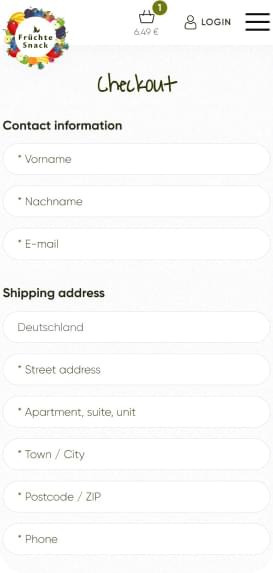 Früchte
Snack
1
6.49 €
LOGIN
Checkout
Contact information
* Vorname
* Nachname
* E-mail
Shipping address
Deutschland
* Street address
* Apartment, suite, unit
* Town / City
* Postcode / ZIP
* Phone